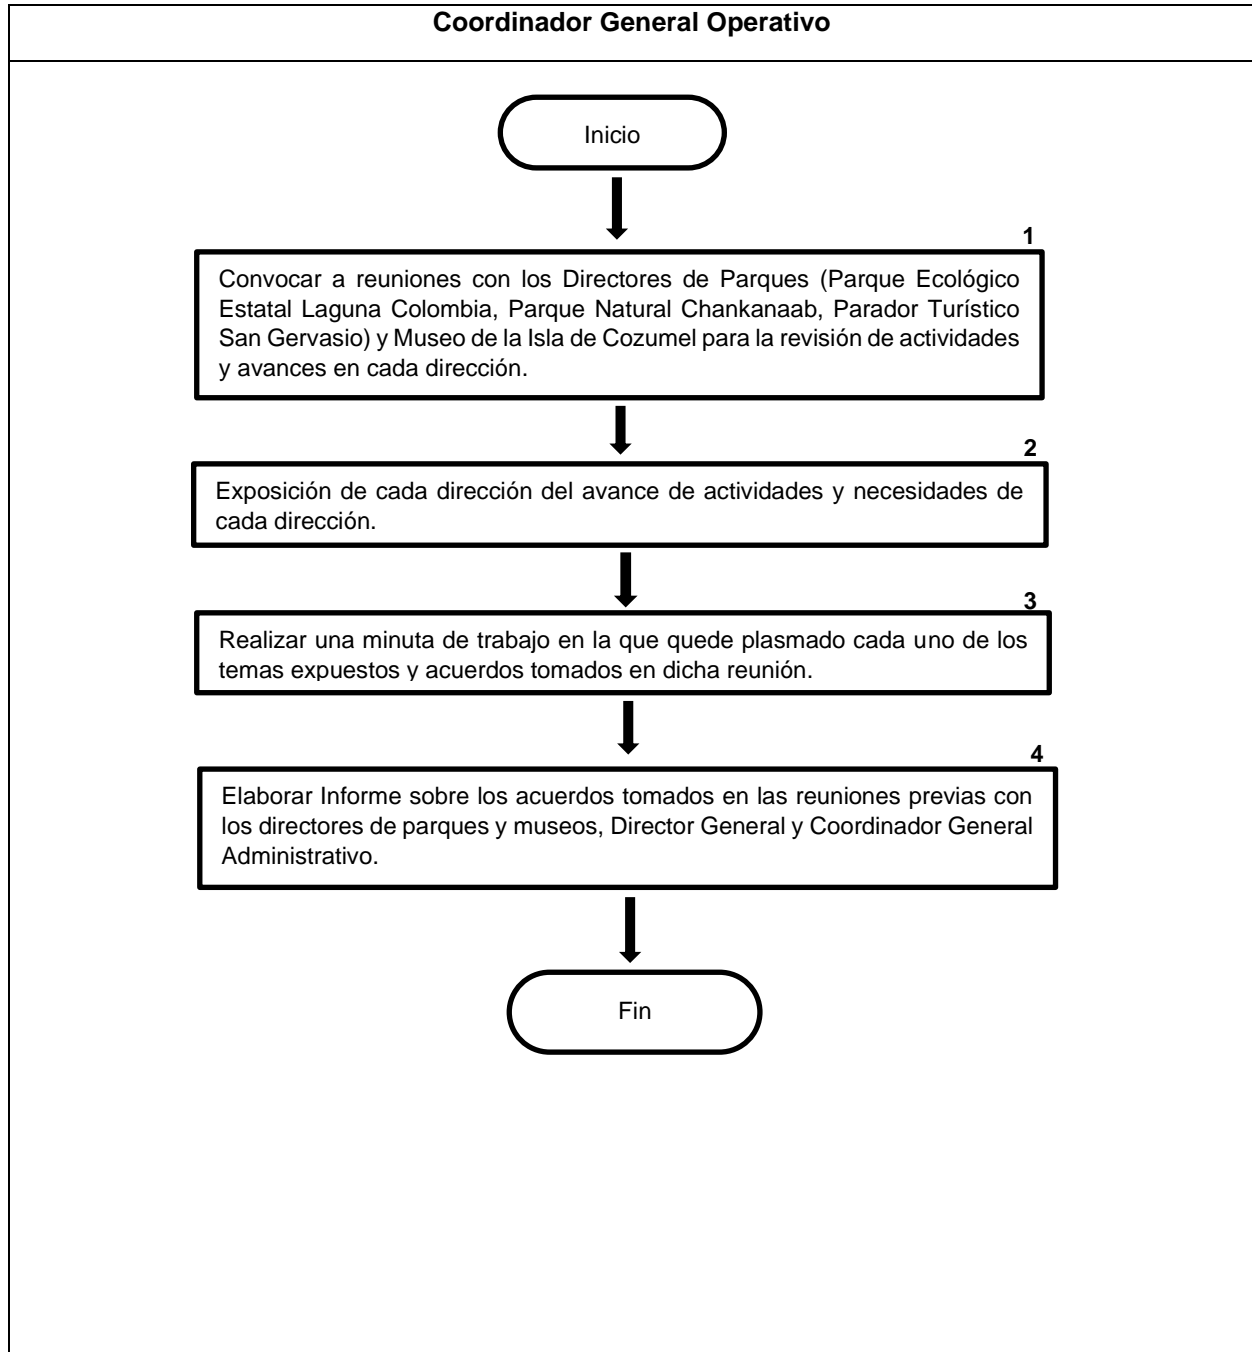 Coordinador General Operativo
Inicio
1
Convocar a reuniones con los Directores de Parques (Parque Ecológico
Estatal Laguna Colombia, Parque Natural Chankanaab, Parador Turístico
San Gervasio) y Museo de la Isla de Cozumel para la revisión de actividades
y avances en cada dirección.
2
Exposición de cada dirección del avance de actividades y necesidades de
cada dirección.
3
Realizar una minuta de trabajo en la que quede plasmado cada uno de los
temas expuestos y acuerdos tomados en dicha reunión.
4
Elaborar Informe sobre los acuerdos tomados en las reuniones previas con
los directores de parques y museos, Director General y Coordinador General
Administrativo.
Fin